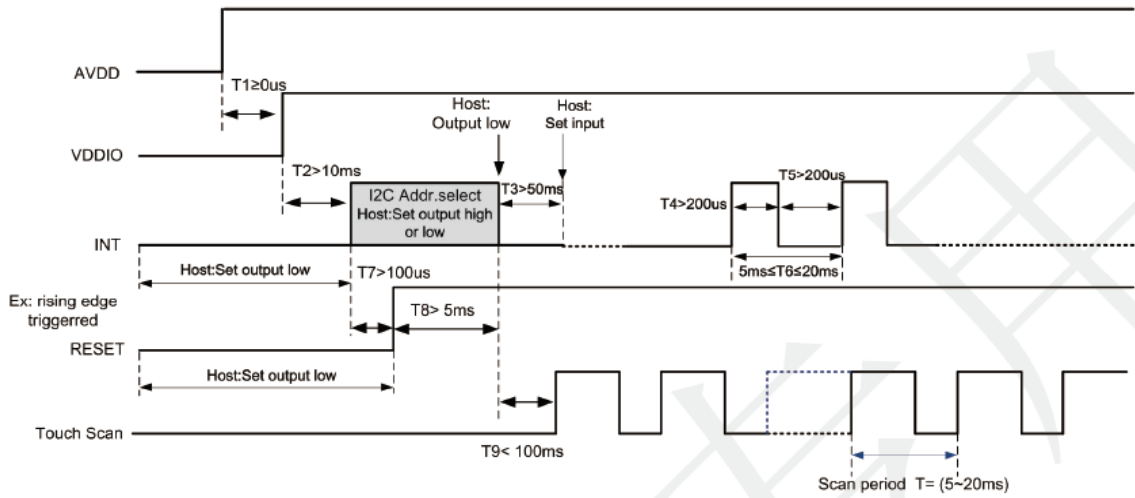 AVDD
T1≥0us
Host:
Output low
Host:
Set input
VDDIO
T2>10ms
I2C Addr.select
Host:Set output high
or low
T3>50ms
T4>200us
T5>200us
INT
Host:Set output low
T7>100us
5ms≤T6≤20ms
Ex: rising edge
triggerred
T8> 5ms
RESET
Host:Set output low
Touch Scan
T9< 100ms
Scan period T= (5~20ms)